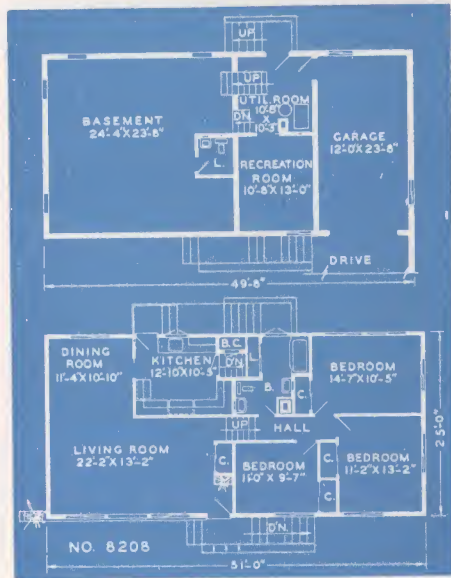 UP
UP
BASEMENT
24'-4"X23'-8"
DN.
UTIL. ROOM
10'-8"
X
10'-3"
GARAGE
12'-0"X23'-8"
L.
RECREATION
ROOM
10'-8"X13'-0"
DRIVE
49'-8"
DINING
ROOM
11'-4"X10'-10"
KITCHEN
12'-10"X10'-5"
B.C.
D'N.
L.
BEDROOM
14'-7"X10'-5"
B.
C.
25'-0"
UP
HALL
LIVING ROOM
22'-2"X13'-2"
C.
BEDROOM
11'-0" X 9'-7"
C.
C.
BEDROOM
11'-2"X13'-2"
D'N.
NO. 8208
51'-0"